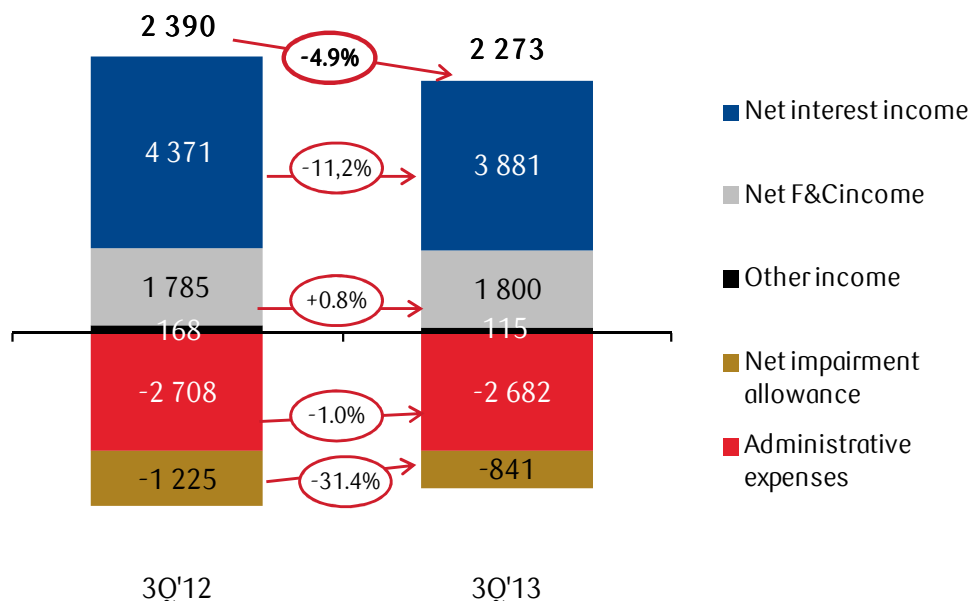 2 390
-4.9%
2 273
4 371
-11,2%
3 881
1 785
+0.8%
1 800
168
115
-2 708
-1.0%
-2 682
-1 225
-31.4%
-841
3Q'12
3Q'13
Net interest income
Net F&Cincome
Other income
Net impairment
allowance
Administrative
expenses